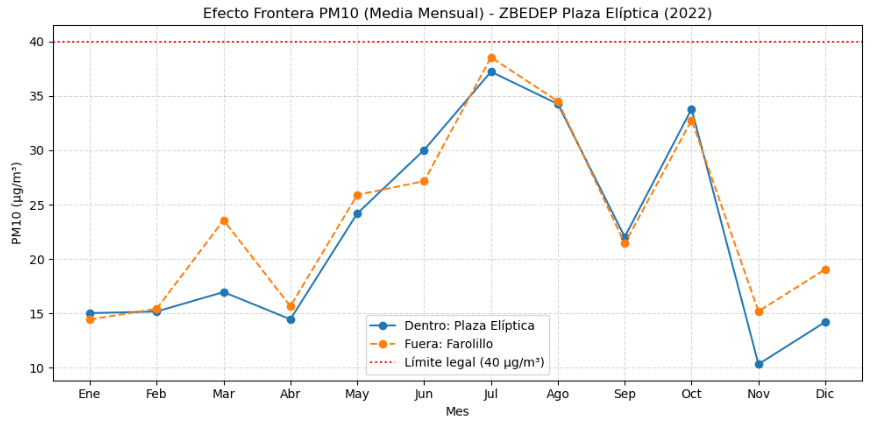 Efecto Frontera PM10 (Media Mensual) - ZBEDEP Plaza Elíptica (2022)
PM10 (µg/m³)
40
35
30
25
20
15
10
Dentro: Plaza Elíptica
Fuera: Farolillo
Límite legal (40 µg/m³)
Ene Feb Mar Abr May Jun Jul Ago Sep Oct Nov Dic
Mes